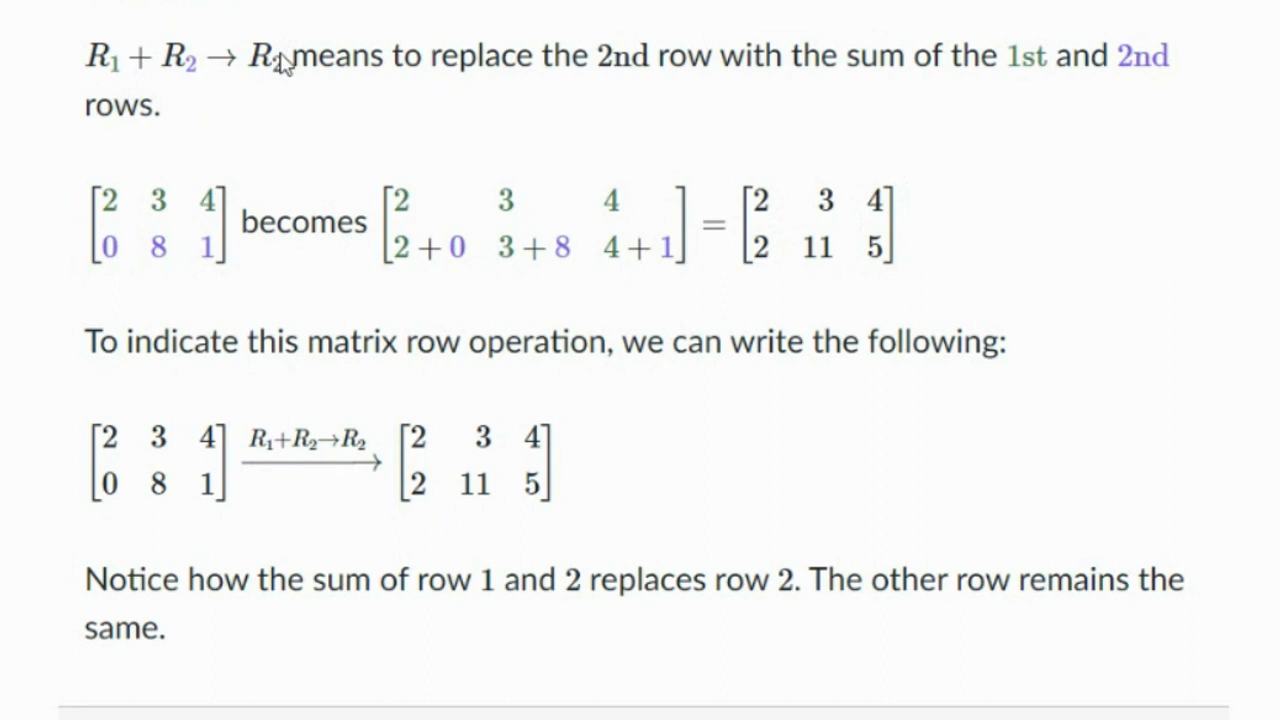 R₁ + R₂ → R₂ means to replace the 2nd row with the sum of the 1st and 2nd
rows.
[2 3 4] becomes [2 3 4] = [2 3 4]
[0 8 1] [2+0 3+8 4+1] [2 11 5]
To indicate this matrix row operation, we can write the following:
[2 3 4] R₁+R₂→R₂ [2 3 4]
[0 8 1] [2 11 5]
Notice how the sum of row 1 and 2 replaces row 2. The other row remains the
same.